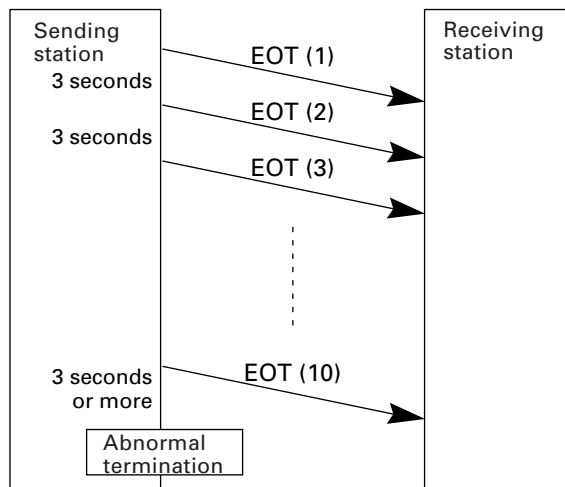 Sending
station
Receiving
station
EOT (1)
3 seconds
EOT (2)
3 seconds
EOT (3)
EOT (10)
3 seconds
or more
Abnormal
termination